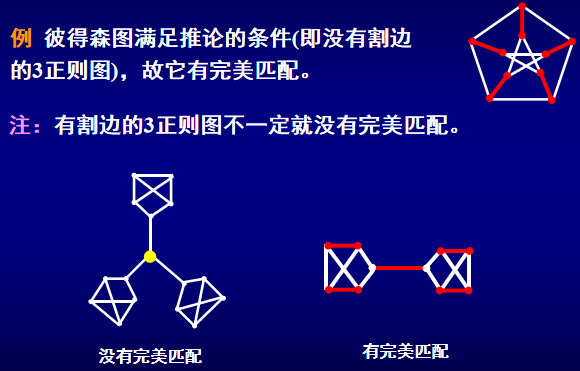 例 彼得森图满足推论的条件(即没有割边
的3正则图)，故它有完美匹配。
注：有割边的3正则图不一定就没有完美匹配。
没有完美匹配
有完美匹配